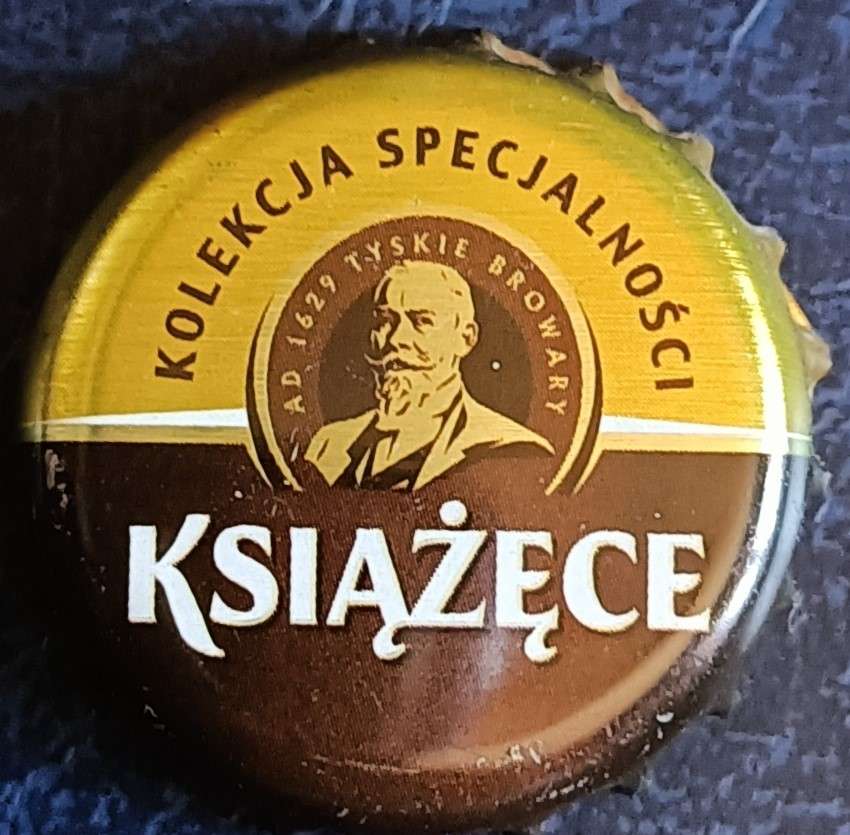 KOLEKCJA SPECJALNOŚCI
AD 1629 TYSKIE BROWARY
KSIĄŻĘCE